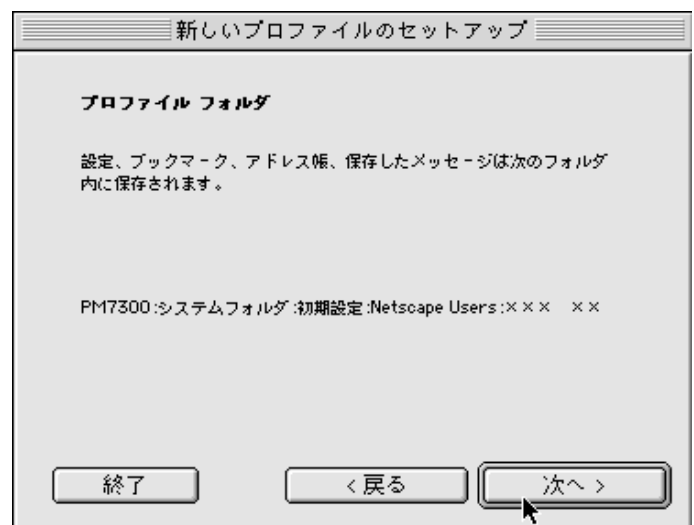 新しいプロファイルのセットアップ
プロファイル フォルダ
設定、ブックマーク、アドレス帳、保存したメッセージは次のフォルダ
内に保存されます。
PM7300:システムフォルダ:初期設定:Netscape Users:××× ××
終了
<戻る
次へ>